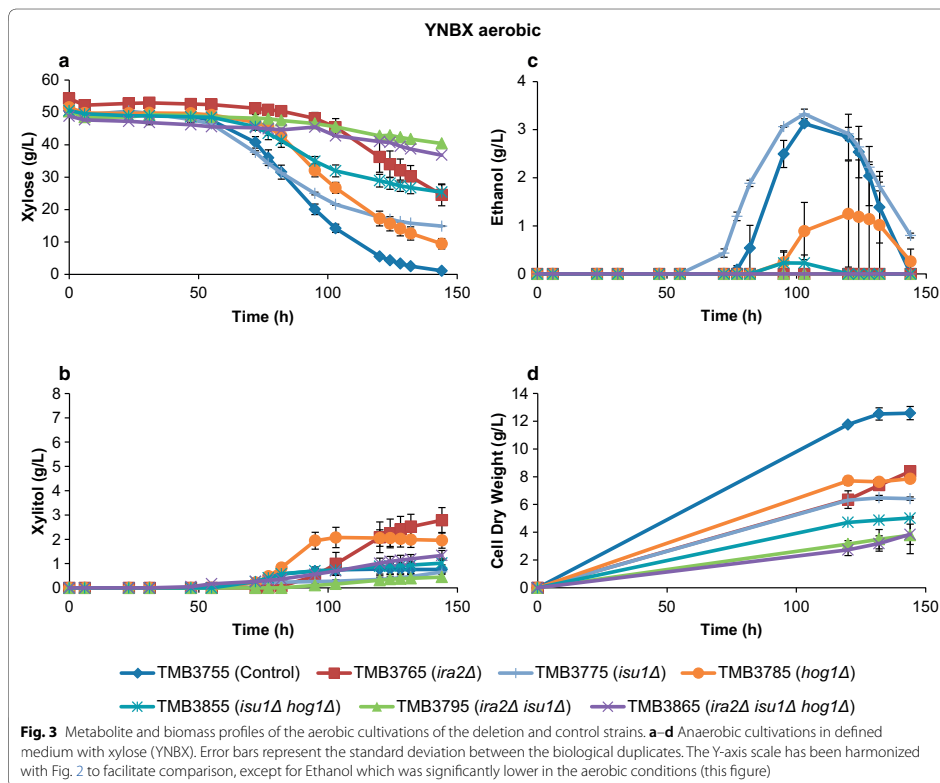 YNBX aerobic
a
60
50
40
30
20
10
0
Xylose (g/L)
0 50 100 150
Time (h)
c
4
3
2
1
0
Ethanol (g/L)
0 50 100 150
Time (h)
b
8
7
6
5
4
3
2
1
0
Xylitol (g/L)
0 50 100 150
Time (h)
d
14
12
10
8
6
4
2
0
Cell Dry Weight (g/L)
0 50 100 150
Time (h)
TMB3755 (Control) TMB3765 (ira2Δ) TMB3775 (isu1Δ) TMB3785 (hog1Δ)
TMB3855 (isu1Δ hog1Δ) TMB3795 (ira2Δ isu1Δ) TMB3865 (ira2Δ isu1Δ hog1Δ)
Fig. 3 Metabolite and biomass profiles of the aerobic cultivations of the deletion and control strains. a–d Anaerobic cultivations in defined
medium with xylose (YNBX). Error bars represent the standard deviation between the biological duplicates. The Y-axis scale has been harmonized
with Fig. 2 to facilitate comparison, except for Ethanol which was significantly lower in the aerobic conditions (this figure)